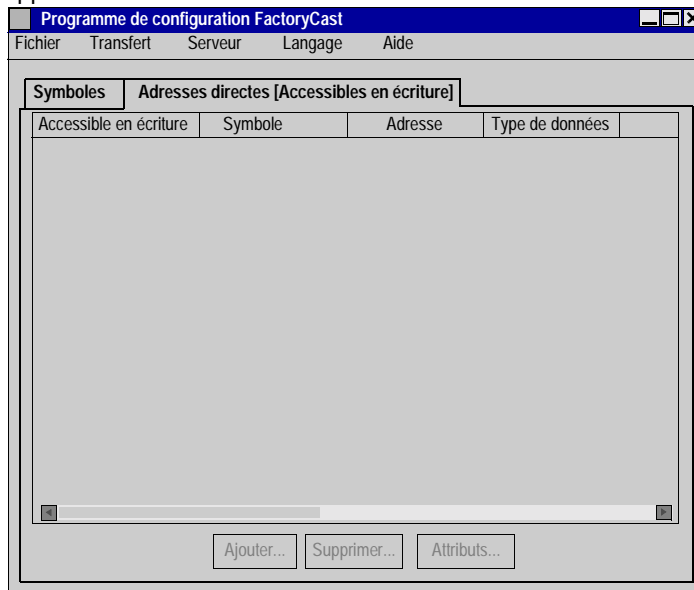 Programme de configuration FactoryCast
Fichier Transfert Serveur Langage Aide
Symboles Adresses directes [Accessibles en écriture]
Accessible en écriture Symbole Adresse Type de données
Ajouter... Supprimer... Attributs...